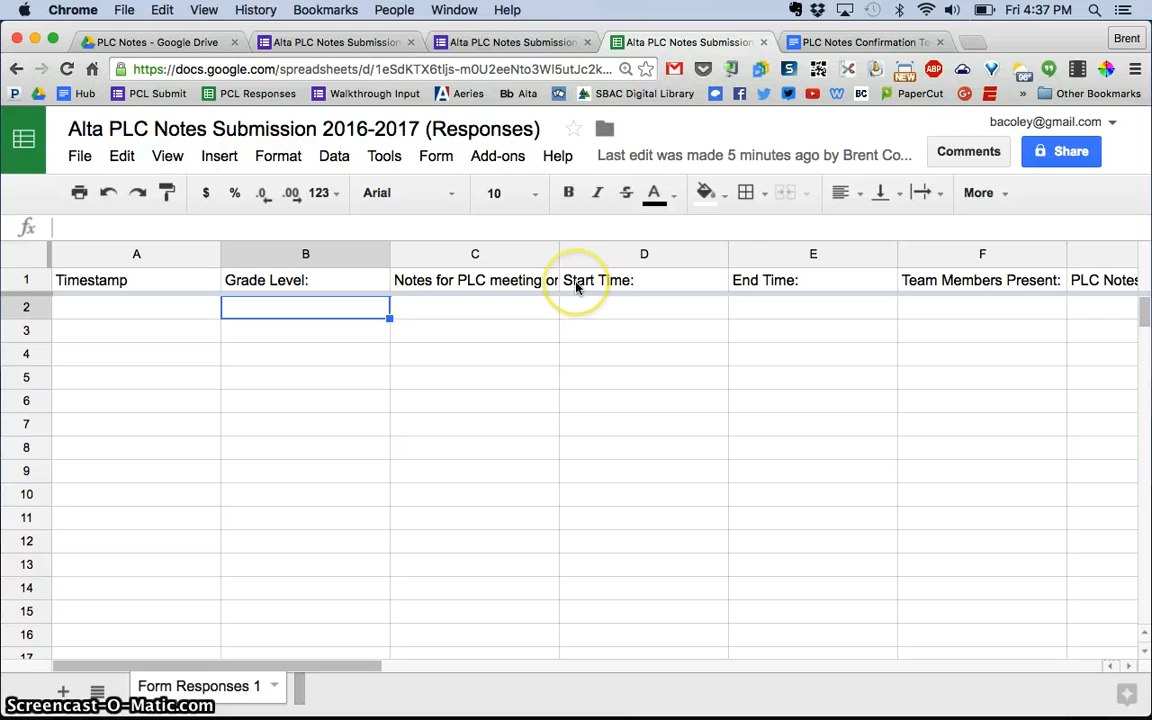 Chrome File Edit View History Bookmarks People Window Help Fri 4:37 PM
PLC Notes - Google Drive Alta PLC Notes Submission Alta PLC Notes Submission Alta PLC Notes Submission PLC Notes Confirmation Te Brent
https://docs.google.com/spreadsheets/d/1eSdKTX6tljs-m0U2eeNto3Wl5utJc2k...
Hub PCL Submit PCL Responses Walkthrough Input Aeries Bb Alta SBAC Digital Library BC PaperCut » Other Bookmarks
Alta PLC Notes Submission 2016-2017 (Responses) bacoley@gmail.com
File Edit View Insert Format Data Tools Form Add-ons Help Last edit was made 5 minutes ago by Brent Co... Comments Share
$ % .0 .00 123 Arial 10 B I S A More
fx
A B C D E F
1 Timestamp Grade Level: Notes for PLC meeting or Start Time: End Time: Team Members Present: PLC Notes
2
3
4
5
6
7
8
9
10
11
12
13
14
15
16
17
Form Responses 1
Screencast-O-Matic.com